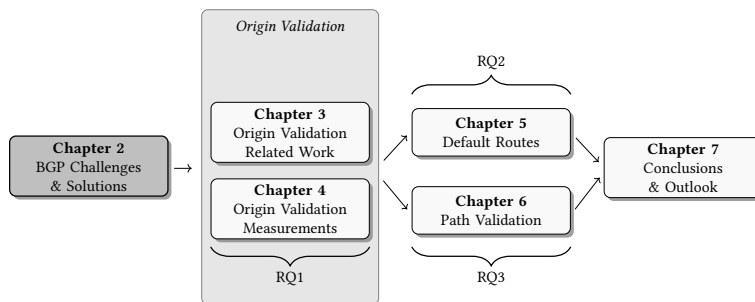 Origin Validation
RQ2
Chapter 2
BGP Challenges
& Solutions
Chapter 3
Origin Validation
Related Work
Chapter 4
Origin Validation
Measurements
RQ1
Chapter 5
Default Routes
Chapter 6
Path Validation
RQ3
Chapter 7
Conclusions
& Outlook